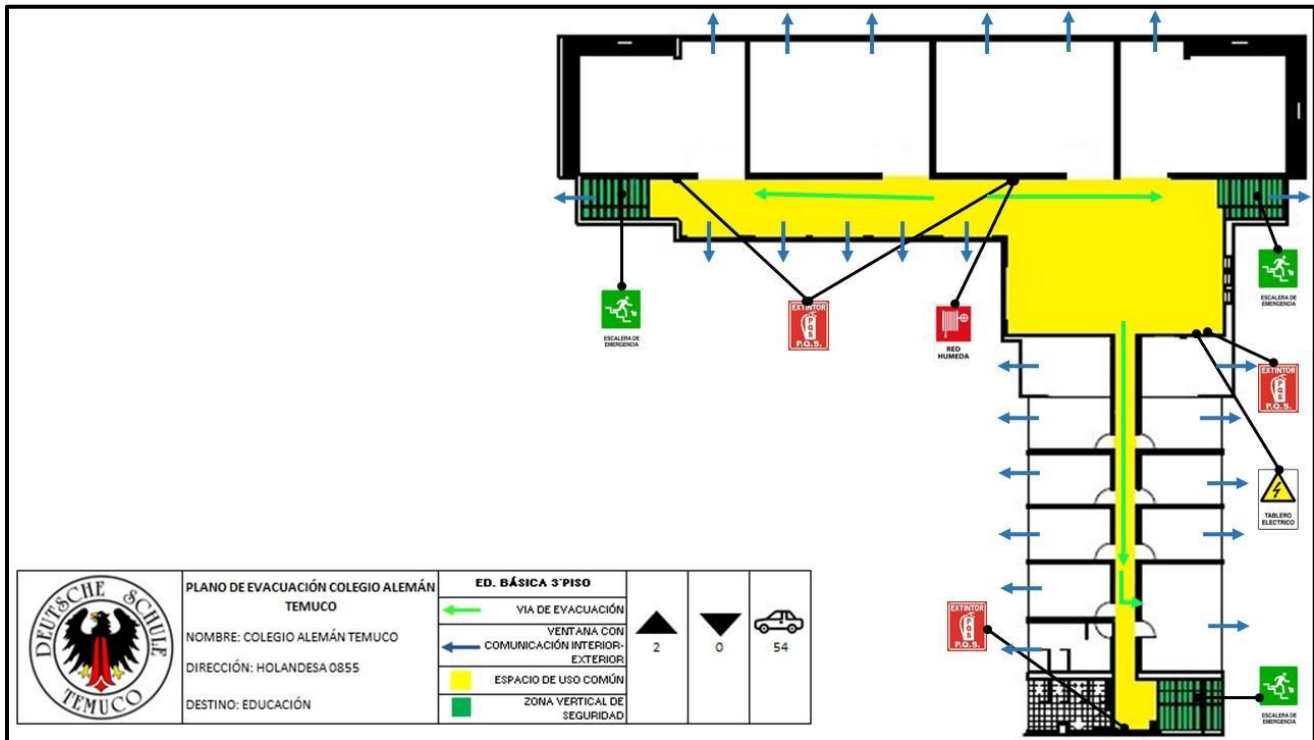 ESCALERA DE
EMERGENCIA
EXTINTOR
PQS
P.Q.S.
RED
HUMEDA
ESCALERA DE
EMERGENCIA
EXTINTOR
PQS
P.Q.S.
TABLERO
ELECTRICO
EXTINTOR
PQS
P.Q.S.
ESCALERA DE
EMERGENCIA
DEUTSCHE SCHULE
TEMUCO
PLANO DE EVACUACIÓN COLEGIO ALEMÁN
TEMUCO
NOMBRE: COLEGIO ALEMÁN TEMUCO
DIRECCIÓN: HOLANDESA 0855
DESTINO: EDUCACIÓN
ED. BÁSICA 3°PISO
VIA DE EVACUACIÓN
VENTANA CON
COMUNICACIÓN INTERIOR-
EXTERIOR
ESPACIO DE USO COMÚN
ZONA VERTICAL DE
SEGURIDAD
2
0
54